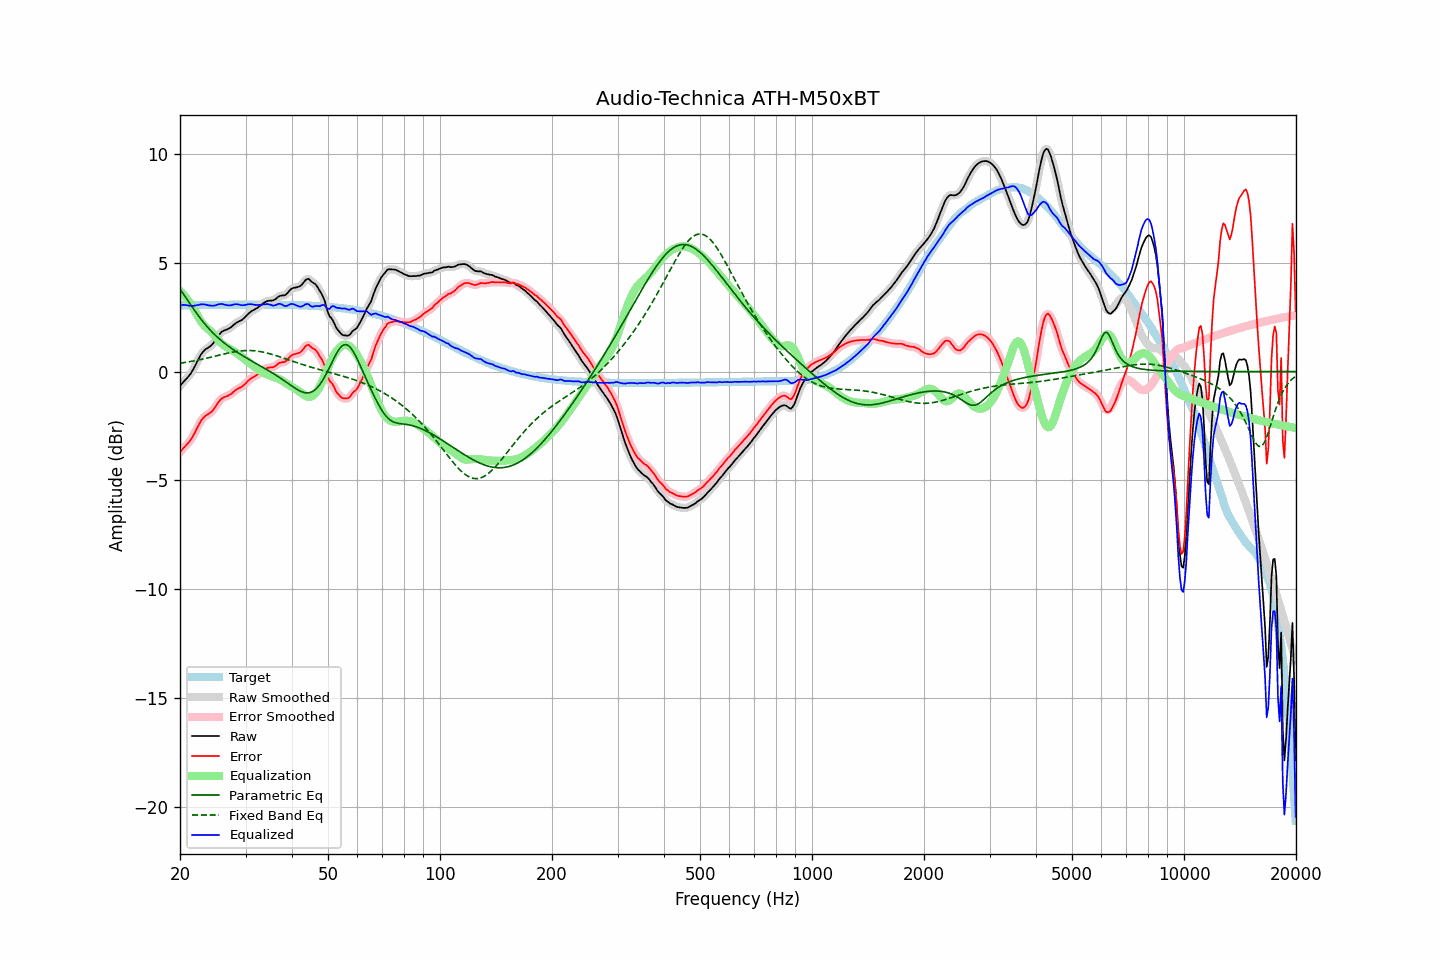 Audio-Technica ATH-M50xBT
10
5
0
−5
−10
−15
−20
Amplitude (dBr)
Target
Raw Smoothed
Error Smoothed
Raw
Error
Equalization
Parametric Eq
Fixed Band Eq
Equalized
20 50 100 200 500 1000 2000 5000 10000 20000
Frequency (Hz)